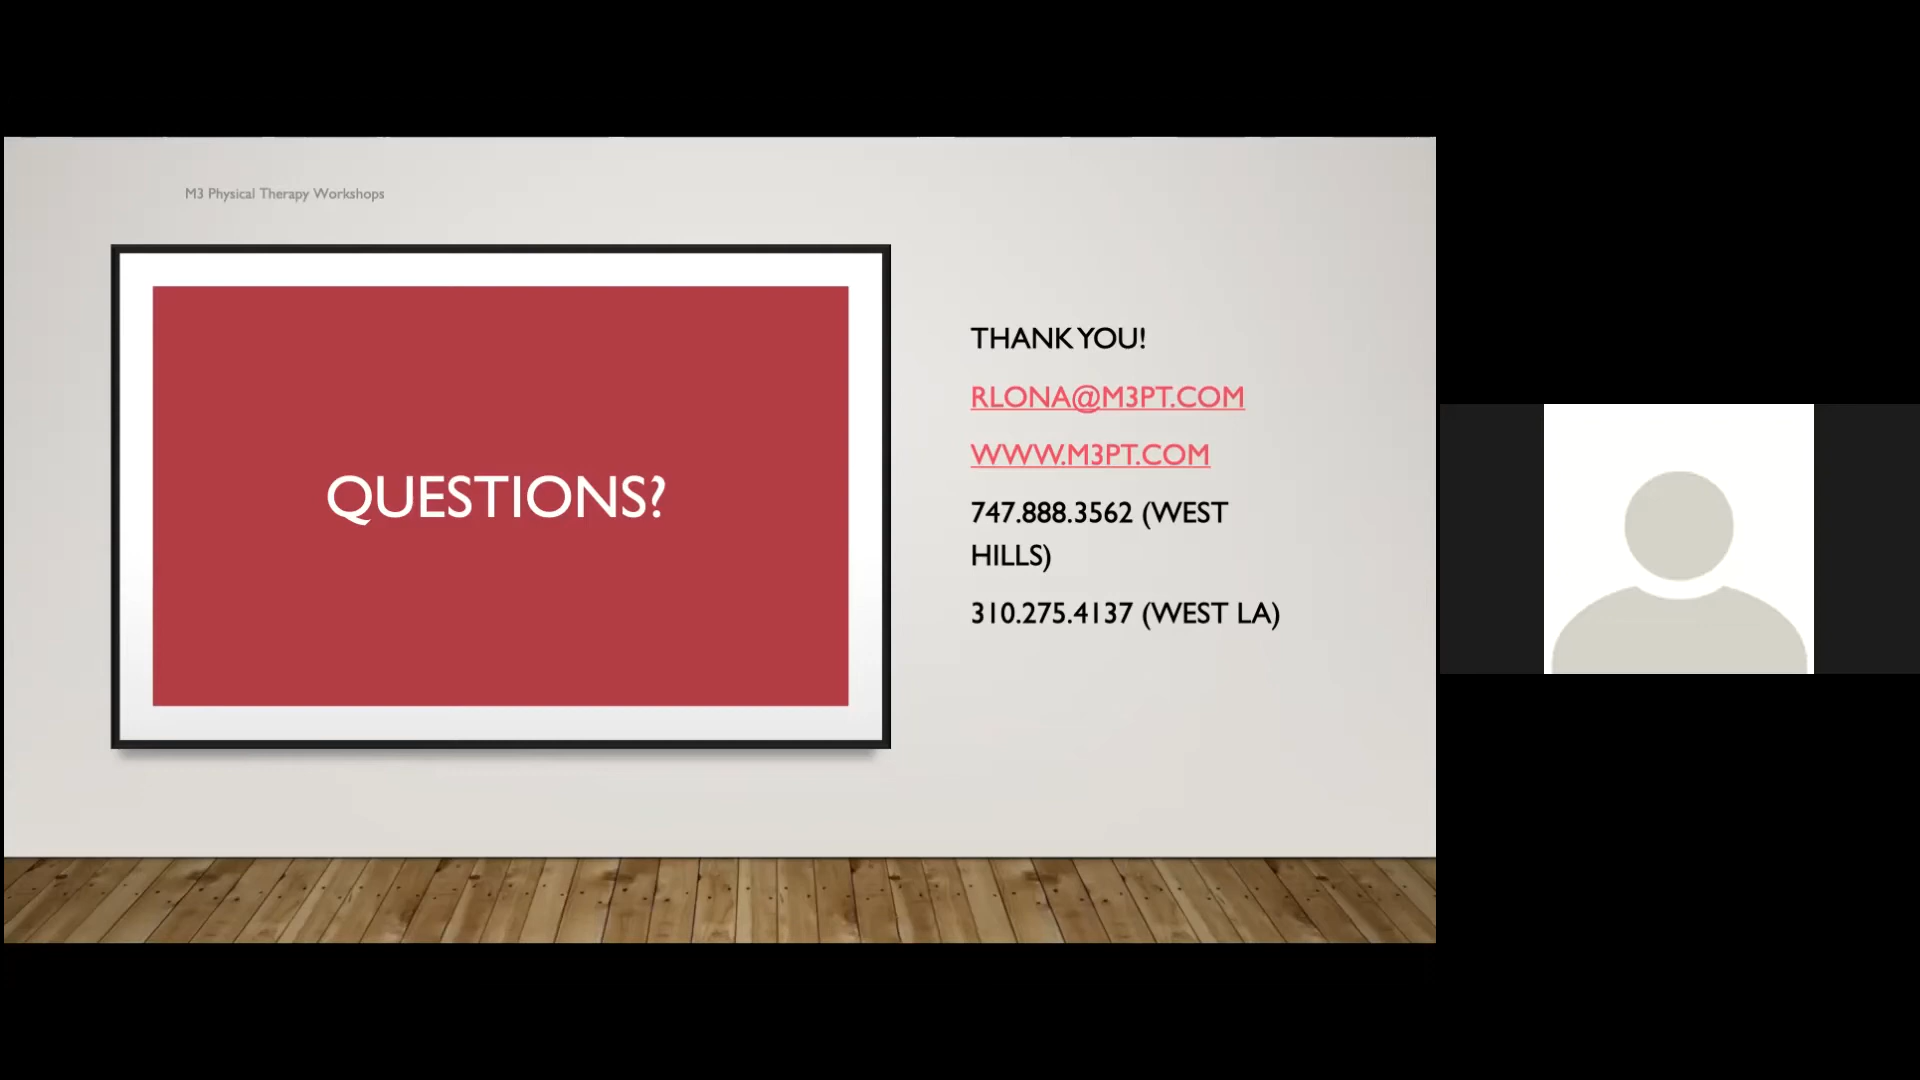 M3 Physical Therapy Workshops
QUESTIONS?
THANK YOU!
RLONA@M3PT.COM
WWW.M3PT.COM
747.888.3562 (WEST
HILLS)
310.275.4137 (WEST LA)